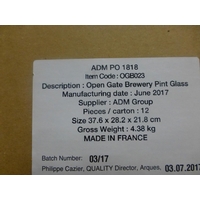 ADM PO 1818
Item Code : OGB023
Description : Open Gate Brewery Pint Glass
Manufacturing date : June 2017
Supplier : ADM Group
Pieces / carton : 12
Size 37.6 x 28.2 x 21.8 cm
Gross Weight : 4.38 kg
MADE IN FRANCE
Batch Number: 03/17
Philippe Cazier, QUALITY Director, Arques, 03.07.2017